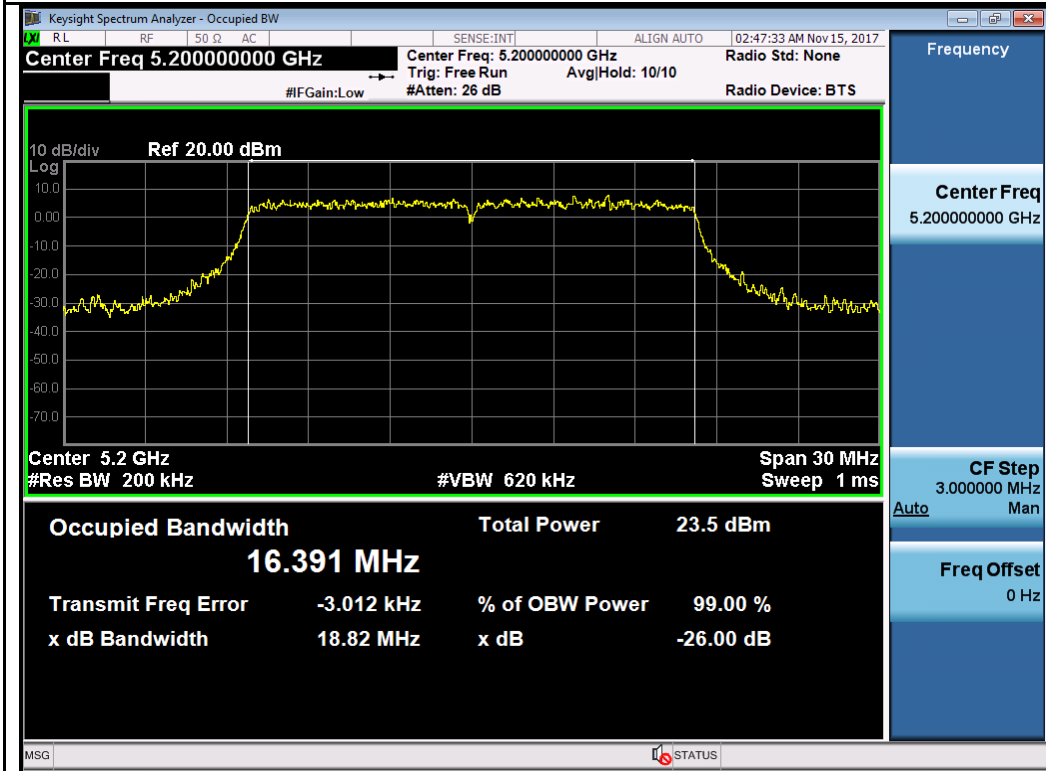 Keysight Spectrum Analyzer - Occupied BW
LXI RL RF 50 Ω AC SENSE:INT ALIGN AUTO 02:47:33 AM Nov 15, 2017
Center Freq 5.200000000 GHz Center Freq: 5.200000000 GHz Radio Std: None
Trig: Free Run Avg|Hold: 10/10
#IFGain:Low #Atten: 26 dB Radio Device: BTS
Frequency
10 dB/div Ref 20.00 dBm
Log
10.0
0.00
-10.0
-20.0
-30.0
-40.0
-50.0
-60.0
-70.0
Center 5.2 GHz Span 30 MHz
#Res BW 200 kHz #VBW 620 kHz Sweep 1 ms
Occupied Bandwidth Total Power 23.5 dBm
16.391 MHz
Transmit Freq Error -3.012 kHz % of OBW Power 99.00 %
x dB Bandwidth 18.82 MHz x dB -26.00 dB
Center Freq
5.200000000 GHz
CF Step
3.000000 MHz
Auto Man
Freq Offset
0 Hz
MSG STATUS